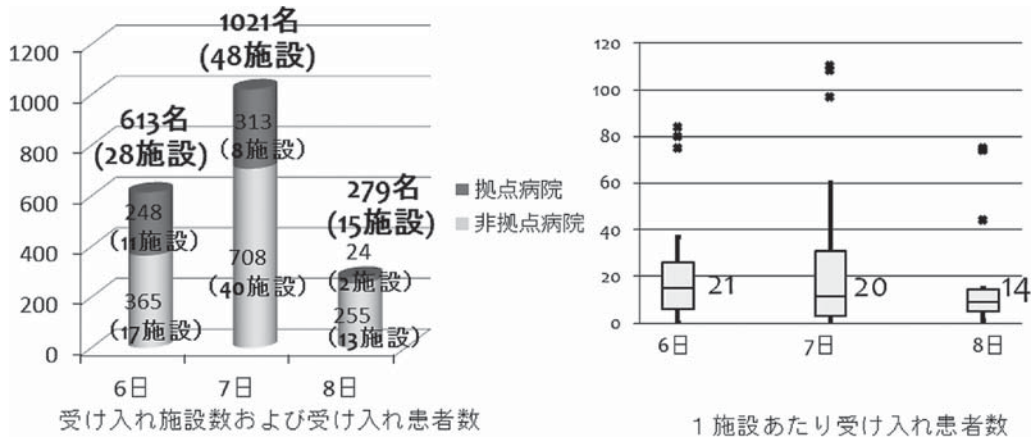 1200
1000
800
600
400
200
0
613名
(28施設)
248
(11施設)
365
(17施設)
1021名
(48施設)
313
(8施設)
708
(40施設)
279名
(15施設)
24
(2施設)
255
(13施設)
6日 7日 8日
拠点病院
非拠点病院
受け入れ施設数および受け入れ患者数
120
100
80
60
40
20
0
21
20
14
6日 7日 8日
1施設あたり受け入れ患者数